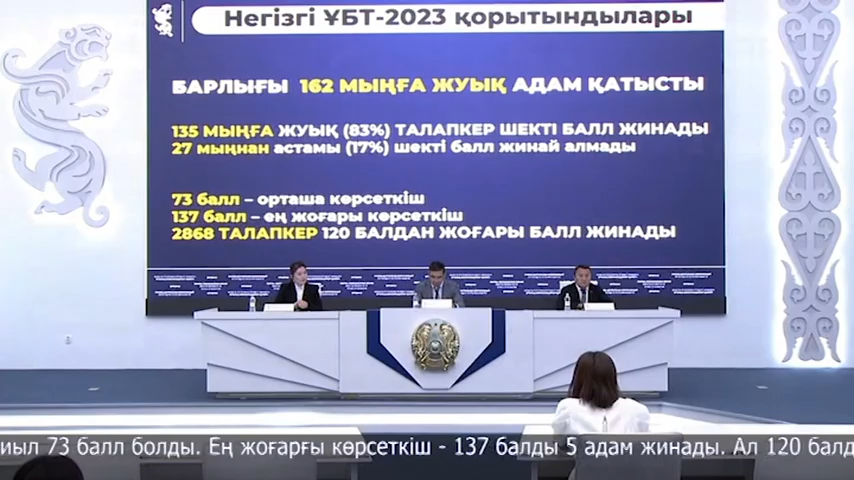 Негізгі ҰБТ-2023 қорытындылары
БАРЛЫҒЫ 162 МЫҢҒА ЖУЫҚ АДАМ ҚАТЫСТЫ
135 МЫҢҒА ЖУЫҚ (83%) ТАЛАПКЕР ШЕКТІ БАЛЛ ЖИНАДЫ
27 мыңнан астамы (17%) шекті балл жинай алмады
73 балл – орташа көрсеткіш
137 балл – ең жоғары көрсеткіш
2868 ТАЛАПКЕР 120 БАЛДАН ЖОҒАРЫ БАЛЛ ЖИНАДЫ
иыл 73 балл болды. Ең жоғарғы көрсеткіш - 137 балды 5 адам жинады. Ал 120 балд